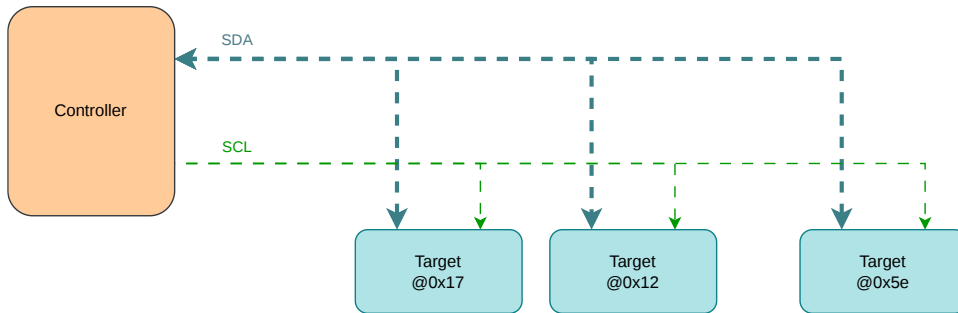 SDA
Controller
SCL
Target
@0x17
Target
@0x12
Target
@0x5e